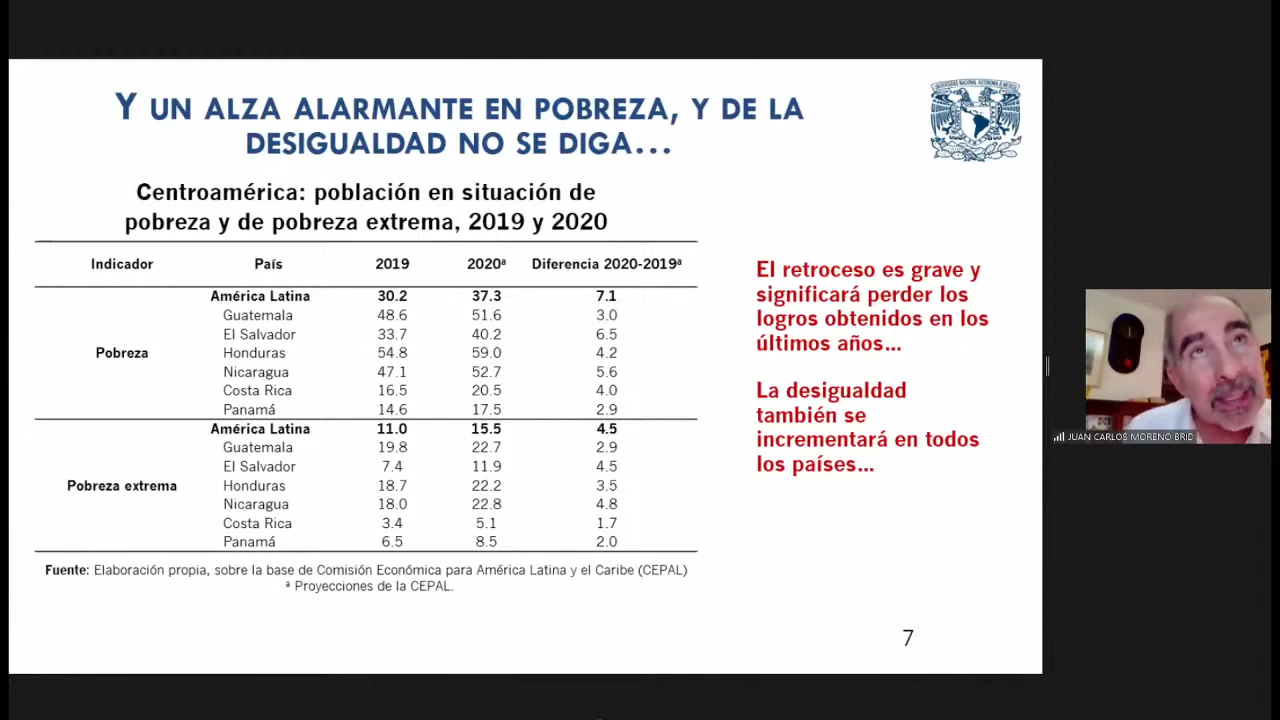 Y UN ALZA ALARMANTE EN POBREZA, Y DE LA
DESIGUALDAD NO SE DIGA...
UNIVERSIDAD NACIONAL AUTÓNOMA DE MEXICO
Centroamérica: población en situación de
pobreza y de pobreza extrema, 2019 y 2020
Indicador País 2019 2020ª Diferencia 2020-2019ª
Pobreza
América Latina 30.2 37.3 7.1
Guatemala 48.6 51.6 3.0
El Salvador 33.7 40.2 6.5
Honduras 54.8 59.0 4.2
Nicaragua 47.1 52.7 5.6
Costa Rica 16.5 20.5 4.0
Panamá 14.6 17.5 2.9
Pobreza extrema
América Latina 11.0 15.5 4.5
Guatemala 19.8 22.7 2.9
El Salvador 7.4 11.9 4.5
Honduras 18.7 22.2 3.5
Nicaragua 18.0 22.8 4.8
Costa Rica 3.4 5.1 1.7
Panamá 6.5 8.5 2.0
Fuente: Elaboración propia, sobre la base de Comisión Económica para América Latina y el Caribe (CEPAL)
ª Proyecciones de la CEPAL.
El retroceso es grave y
significará perder los
logros obtenidos en los
últimos años...
La desigualdad
también se
incrementará en todos
los países...
7
JUAN CARLOS MORENO BRID